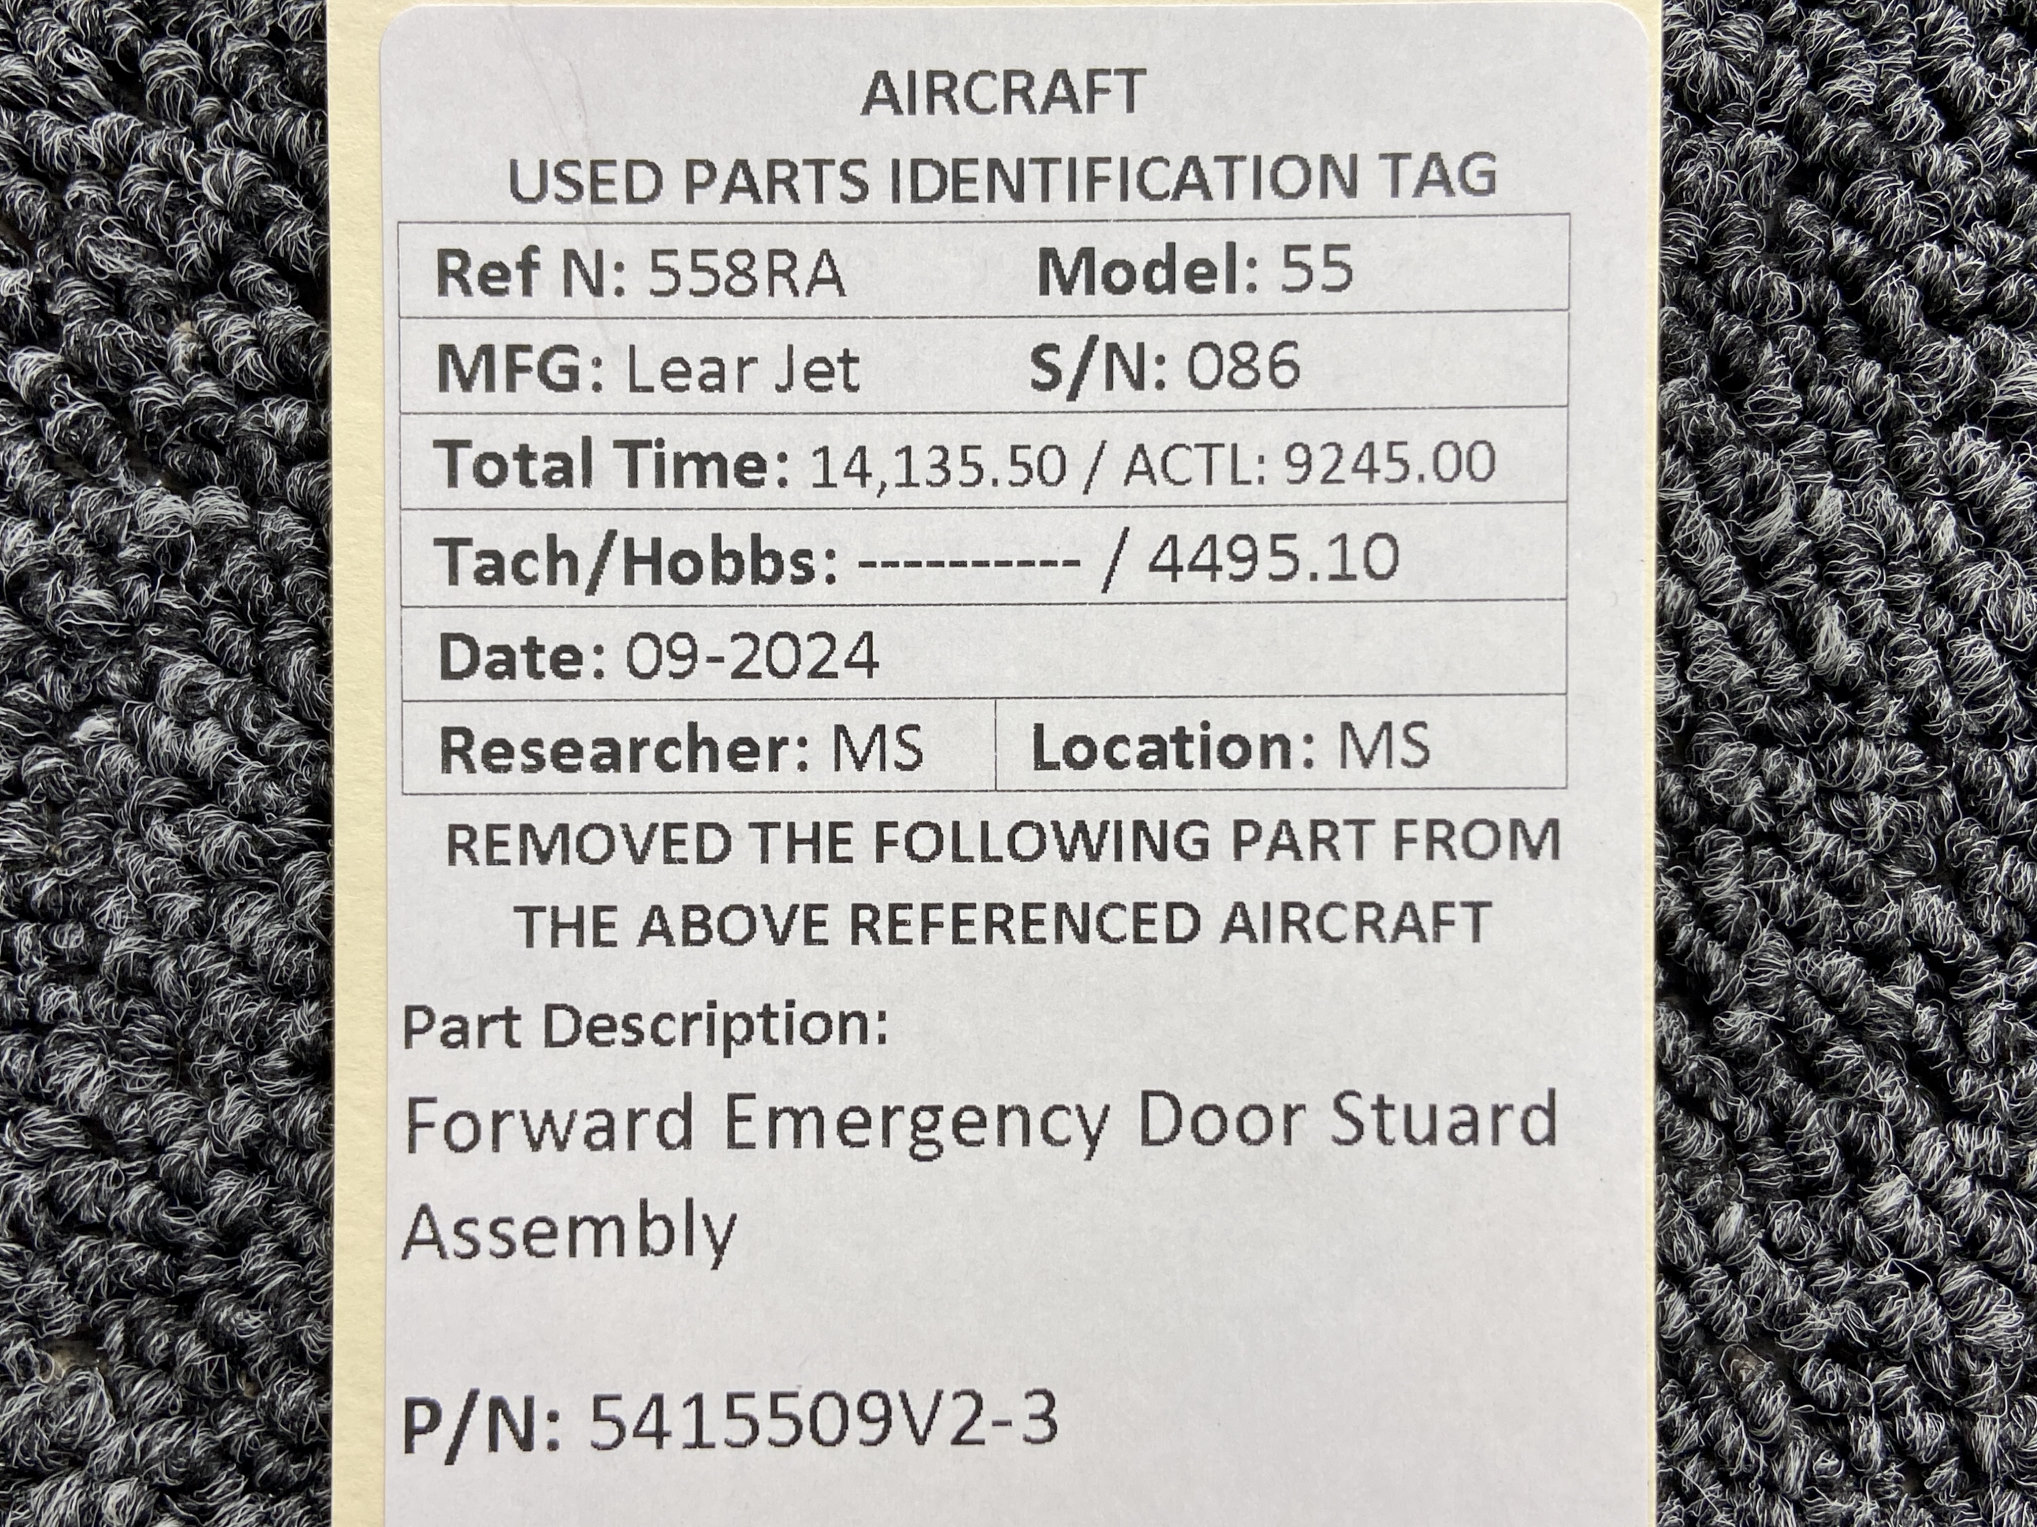 AIRCRAFT
USED PARTS IDENTIFICATION TAG
Ref N: 558RA Model: 55
MFG: Lear Jet S/N: 086
Total Time: 14,135.50 / ACTL: 9245.00
Tach/Hobbs: ---------- / 4495.10
Date: 09-2024
Researcher: MS Location: MS
REMOVED THE FOLLOWING PART FROM
THE ABOVE REFERENCED AIRCRAFT
Part Description:
Forward Emergency Door Stuard
Assembly
P/N: 5415509V2-3